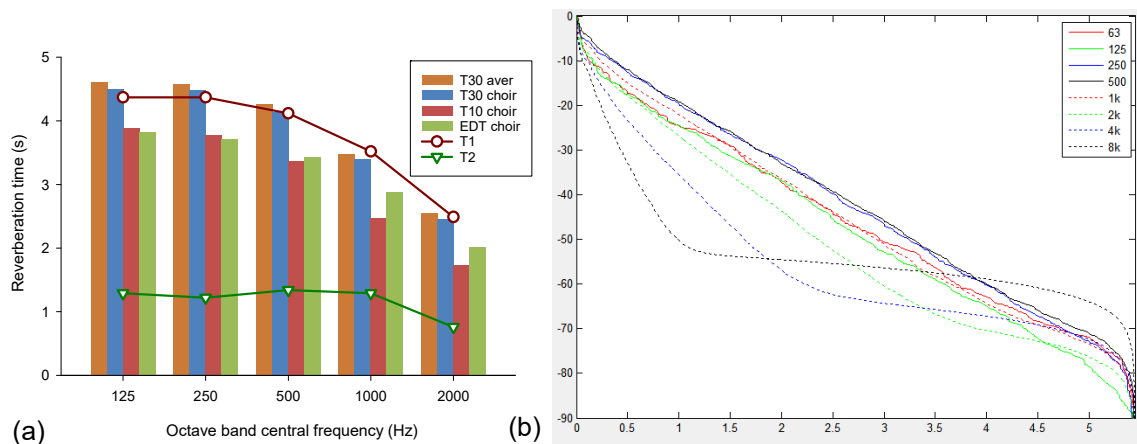 5
4
3
2
1
0
Reverberation time (s)
T30 aver
T30 choir
T10 choir
EDT choir
T1
T2
125 250 500 1000 2000
Octave band central frequency (Hz)
(a)
0
-10
-20
-30
-40
-50
-60
-70
-80
-90
63
125
250
500
1k
2k
4k
8k
0 0.5 1 1.5 2 2.5 3 3.5 4 4.5 5
(b)